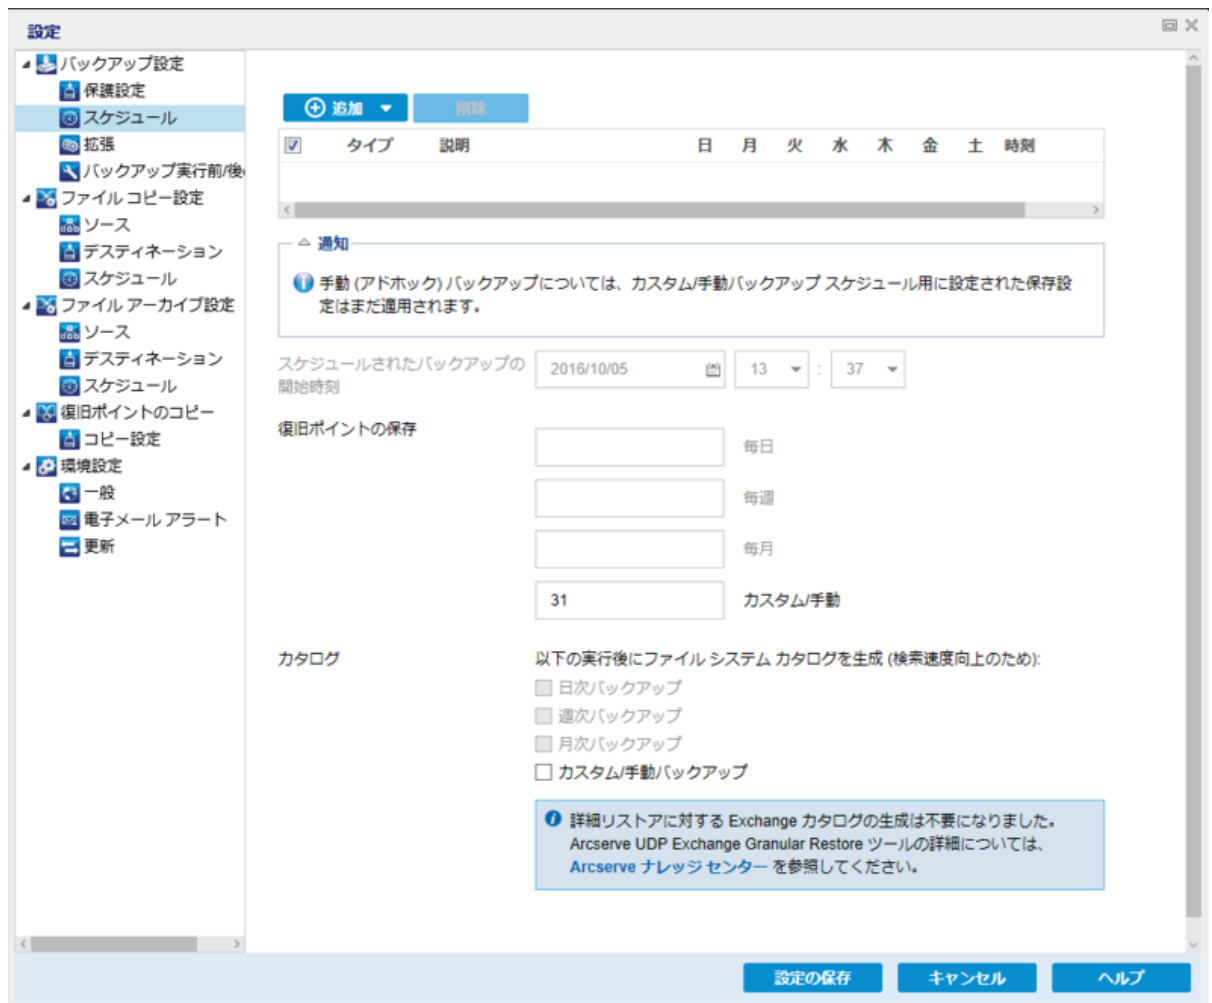 設定
バックアップ設定
保護設定
スケジュール
拡張
バックアップ実行前/後
ファイル コピー設定
ソース
デスティネーション
スケジュール
ファイル アーカイブ設定
ソース
デスティネーション
スケジュール
復旧ポイントのコピー
コピー設定
環境設定
一般
電子メール アラート
更新
追加 削除
タイプ 説明 日 月 火 水 木 金 土 時刻
通知
手動 (アドホック) バックアップについては、カスタム/手動バックアップ スケジュール用に設定された保存設
定はまだ適用されます。
スケジュールされたバックアップの
開始時刻
2016/10/05 13 : 37
復旧ポイントの保存
毎日
毎週
毎月
31 カスタム/手動
カタログ
以下の実行後にファイル システム カタログを生成 (検索速度向上のため):
日次バックアップ
週次バックアップ
月次バックアップ
カスタム/手動バックアップ
詳細リストアに対する Exchange カタログの生成は不要になりました。
Arcserve UDP Exchange Granular Restore ツールの詳細については、
Arcserve ナレッジ センター を参照してください。
設定の保存 キャンセル ヘルプ